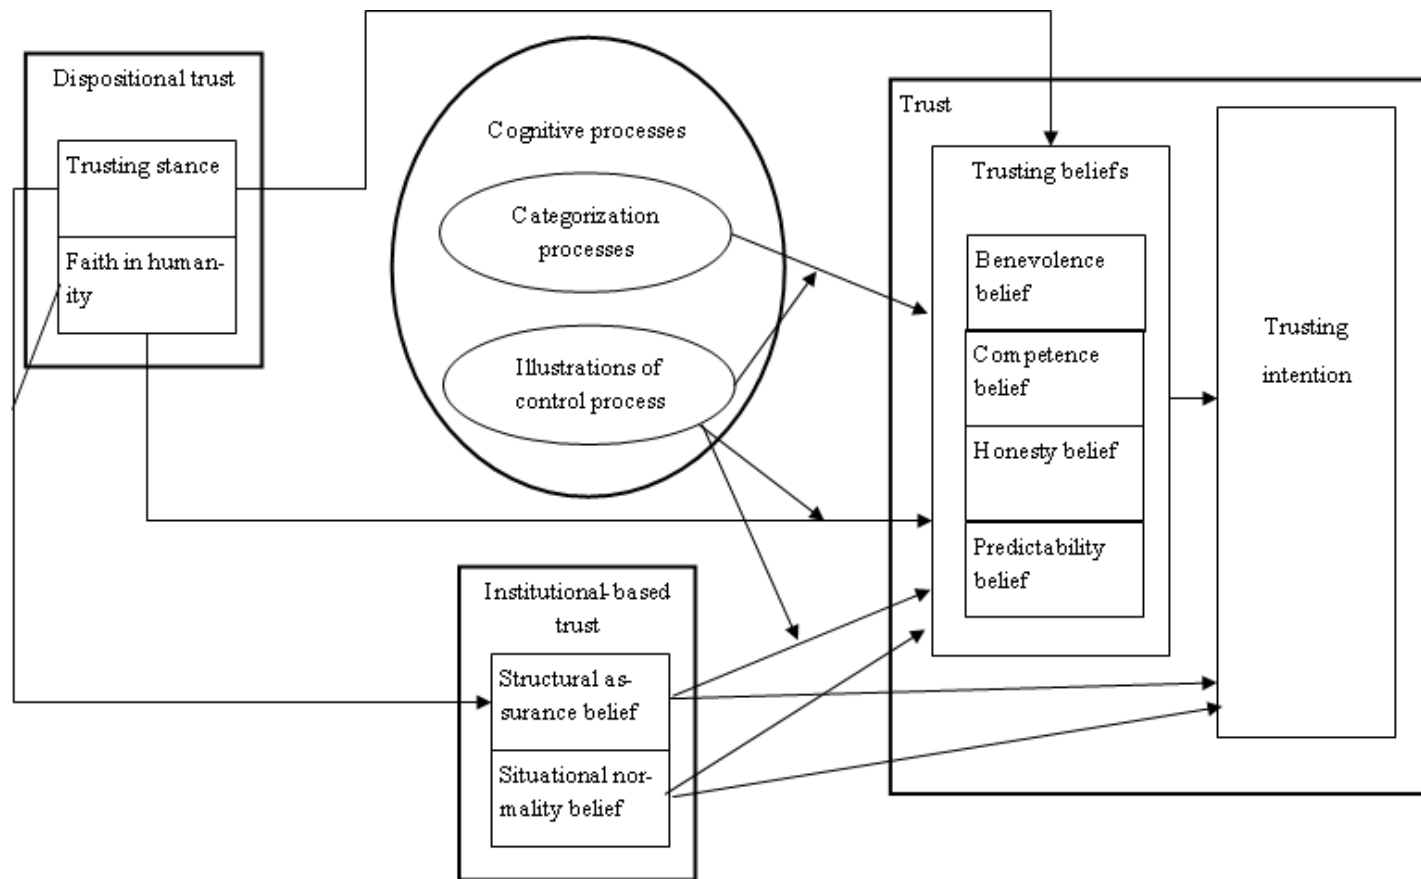 Dispositional trust
Trusting stance
Faith in human-
ity
Cognitive processes
Categorization
processes
Illustrations of
control process
Institutional-based
trust
Structural as-
surance belief
Situational nor-
mality belief
Trust
Trusting beliefs
Benevolence
belief
Competence
belief
Honesty belief
Predictability
belief
Trusting
intention